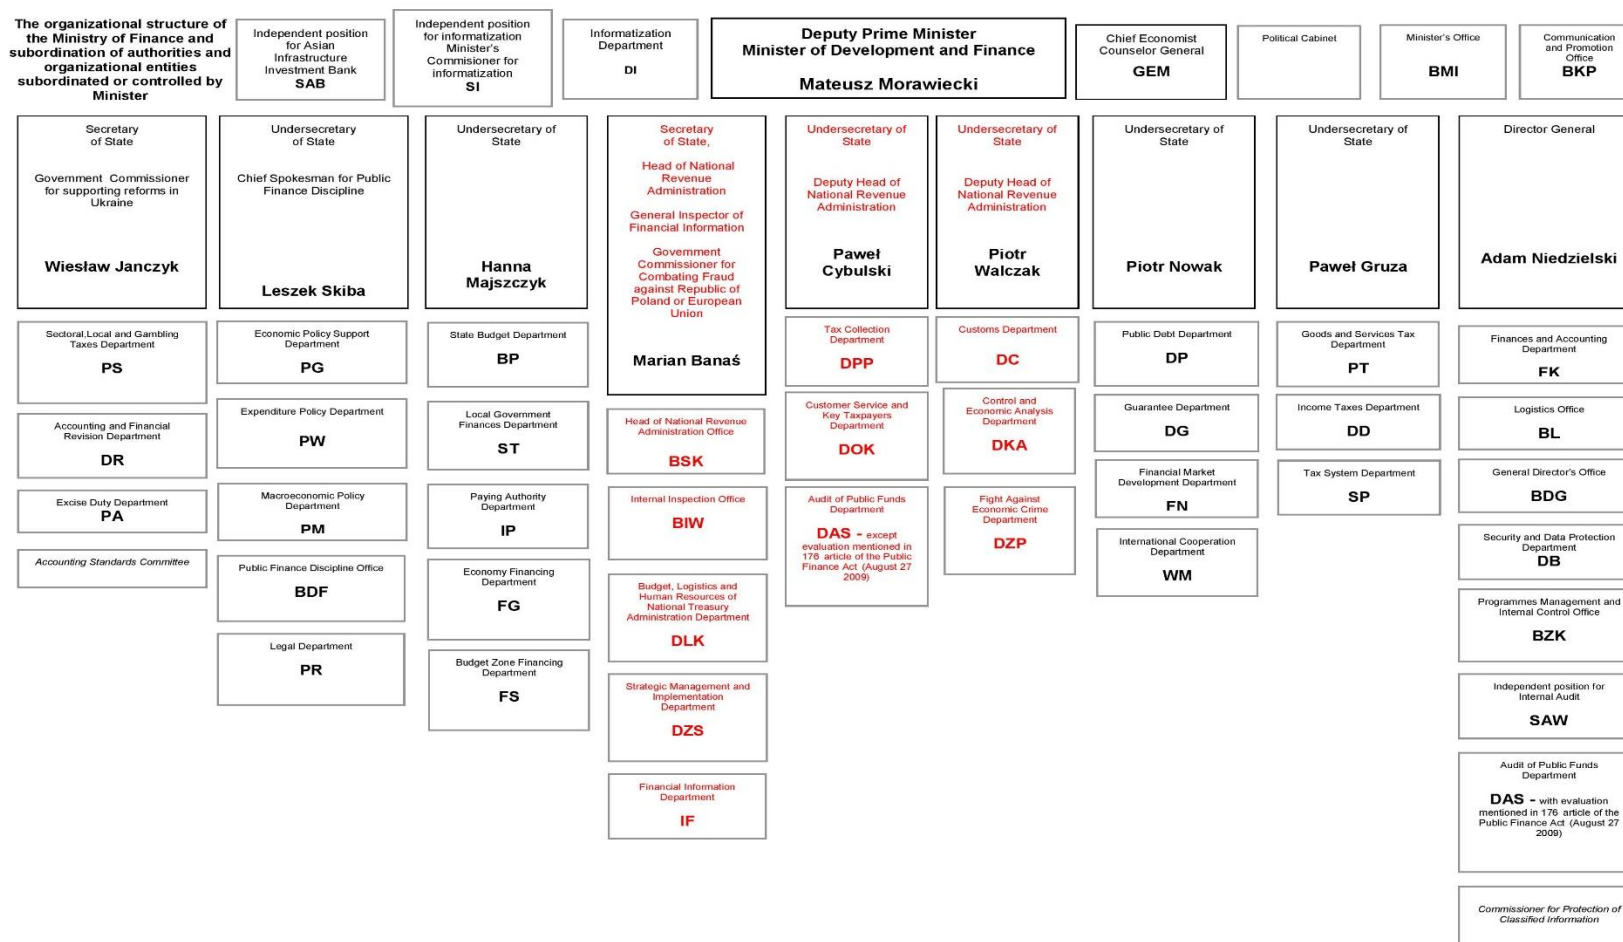 The organizational structure of
the Ministry of Finance and
subordination of authorities and
organizational entities
subordinated or controlled by
Minister
Independent position
for Asian
Infrastructure
Investment Bank
SAB
Independent position
for informatization
Minister's
Commisioner for
informatization
SI
Informatization
Department
DI
Deputy Prime Minister
Minister of Development and Finance
Mateusz Morawiecki
Chief Economist
Counselor General
GEM
Political Cabinet
Minister's Office
BMI
Communication
and Promotion
Office
BKP
Secretary
of State
Government Commissioner
for supporting reforms in
Ukraine
Wiesław Janczyk
Sectoral,Local and Gambling
Taxes Department
PS
Accounting and Financial
Revision Department
DR
Excise Duty Department
PA
Accounting Standards Committee
Undersecretary
of State
Chief Spokesman for Public
Finance Discipline
Leszek Skiba
Economic Policy Support
Department
PG
Expenditure Policy Department
PW
Macroeconomic Policy
Department
PM
Public Finance Discipline Office
BDF
Legal Department
PR
Undersecretary of
State
Hanna
Majszczyk
State Budget Department
BP
Local Government
Finances Department
ST
Paying Authority
Department
IP
Economy Financing
Department
FG
Budget Zone Financing
Department
FS
Secretary
of State,
Head of National
Revenue
Administration
General Inspector of
Financial Information
Government
Commissioner for
Combating Fraud
against Republic of
Poland or European
Union
Marian Banaś
Head of National Revenue
Administration Office
BSK
Internal Inspection Office
BIW
Budget, Logistics and
Human Resources of
National Treasury
Administration Department
DLK
Strategic Management and
Implementation
Department
DZS
Financial Information
Department
IF
Undersecretary of
State
Deputy Head of
National Revenue
Administration
Paweł
Cybulski
Tax Collection
Department
DPP
Customer Service and
Key Taxpayers
Department
DOK
Audit of Public Funds
Department
DAS - except
evaluation mentioned in
176 article of the Public
Finance Act (August 27
2009)
Undersecretary of
State
Deputy Head of
National Revenue
Administration
Piotr
Walczak
Customs Department
DC
Control and
Economic Analysis
Department
DKA
Fight Against
Economic Crime
Department
DZP
Undersecretary of
State
Piotr Nowak
Public Debt Department
DP
Guarantee Department
DG
Financial Market
Development Department
FN
International Cooperation
Department
WM
Undersecretary of
State
Paweł Gruza
Goods and Services Tax
Department
PT
Income Taxes Department
DD
Tax System Department
SP
Director General
Adam Niedzielski
Finances and Accounting
Department
FK
Logistics Office
BL
General Director's Office
BDG
Security and Data Protection
Department
DB
Programmes Management and
Internal Control Office
BZK
Independent position for
Internal Audit
SAW
Audit of Public Funds
Department
DAS - with evaluation
mentioned in 176 article of the
Public Finance Act (August 27
2009)
Commissioner for Protection of
Classified Information